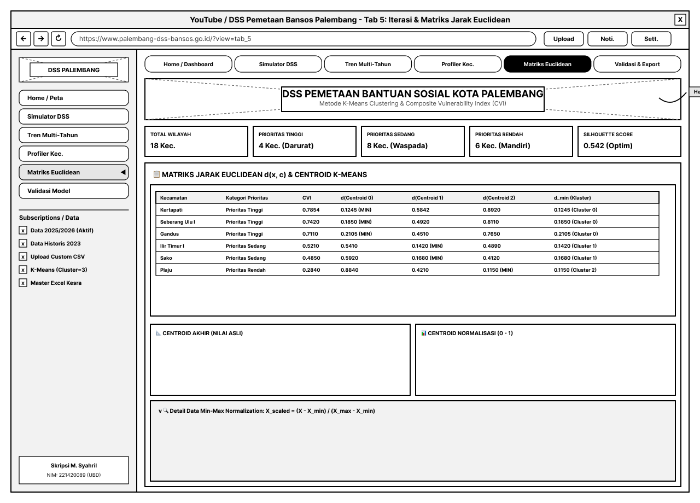 YouTube / DSS Pemetaan Bansos Palembang - Tab 5: Iterasi & Matriks Jarak Euclidean
X
https://www.palembang-dss-bansos.go.id/?view=tab_5
Upload
Noti.
Sett.
DSS PALEMBANG
Home / Peta
Simulator DSS
Tren Multi-Tahun
Profiler Kec.
Matriks Euclidean
Validasi Model
Subscriptions / Data
x Data 2025/2026 (Aktif)
x Data Historis 2023
x Upload Custom CSV
x K-Means (Cluster=3)
x Master Excel Kesra
Skripsi M. Syahril
NIM: 221420089 (UBD)
Home / Dashboard
Simulator DSS
Tren Multi-Tahun
Profiler Kec.
Matriks Euclidean
Validasi & Export
DSS PEMETAAN BANTUAN SOSIAL KOTA PALEMBANG
Metode K-Means Clustering & Composite Vulnerability Index (CVI)
He
TOTAL WILAYAH
18 Kec.
PRIORITAS TINGGI
4 Kec. (Darurat)
PRIORITAS SEDANG
8 Kec. (Waspada)
PRIORITAS RENDAH
6 Kec. (Mandiri)
SILHOUETTE SCORE
0.542 (Optim)
MATRIKS JARAK EUCLIDEAN d(x, c) & CENTROID K-MEANS
Kecamatan Kategori Prioritas CVI d(Centroid 0) d(Centroid 1) d(Centroid 2) d_min (Kluster)
Kertapati Prioritas Tinggi 0.7854 0.1245 (MIN) 0.5842 0.8920 0.1245 (Cluster 0)
Seberang Ulu I Prioritas Tinggi 0.7420 0.1850 (MIN) 0.4920 0.8110 0.1850 (Cluster 0)
Gandus Prioritas Tinggi 0.7110 0.2105 (MIN) 0.4510 0.7650 0.2105 (Cluster 0)
Ilir Timur I Prioritas Sedang 0.5210 0.5410 0.1420 (MIN) 0.4890 0.1420 (Cluster 1)
Sako Prioritas Sedang 0.4850 0.5920 0.1680 (MIN) 0.4120 0.1680 (Cluster 1)
Plaju Prioritas Rendah 0.2840 0.8840 0.4210 0.1150 (MIN) 0.1150 (Cluster 2)
CENTROID AKHIR (NILAI ASLI)
CENTROID NORMALISASI (0 - 1)
Detail Data Min-Max Normalization: X_scaled = (X - X_min) / (X_max - X_min)